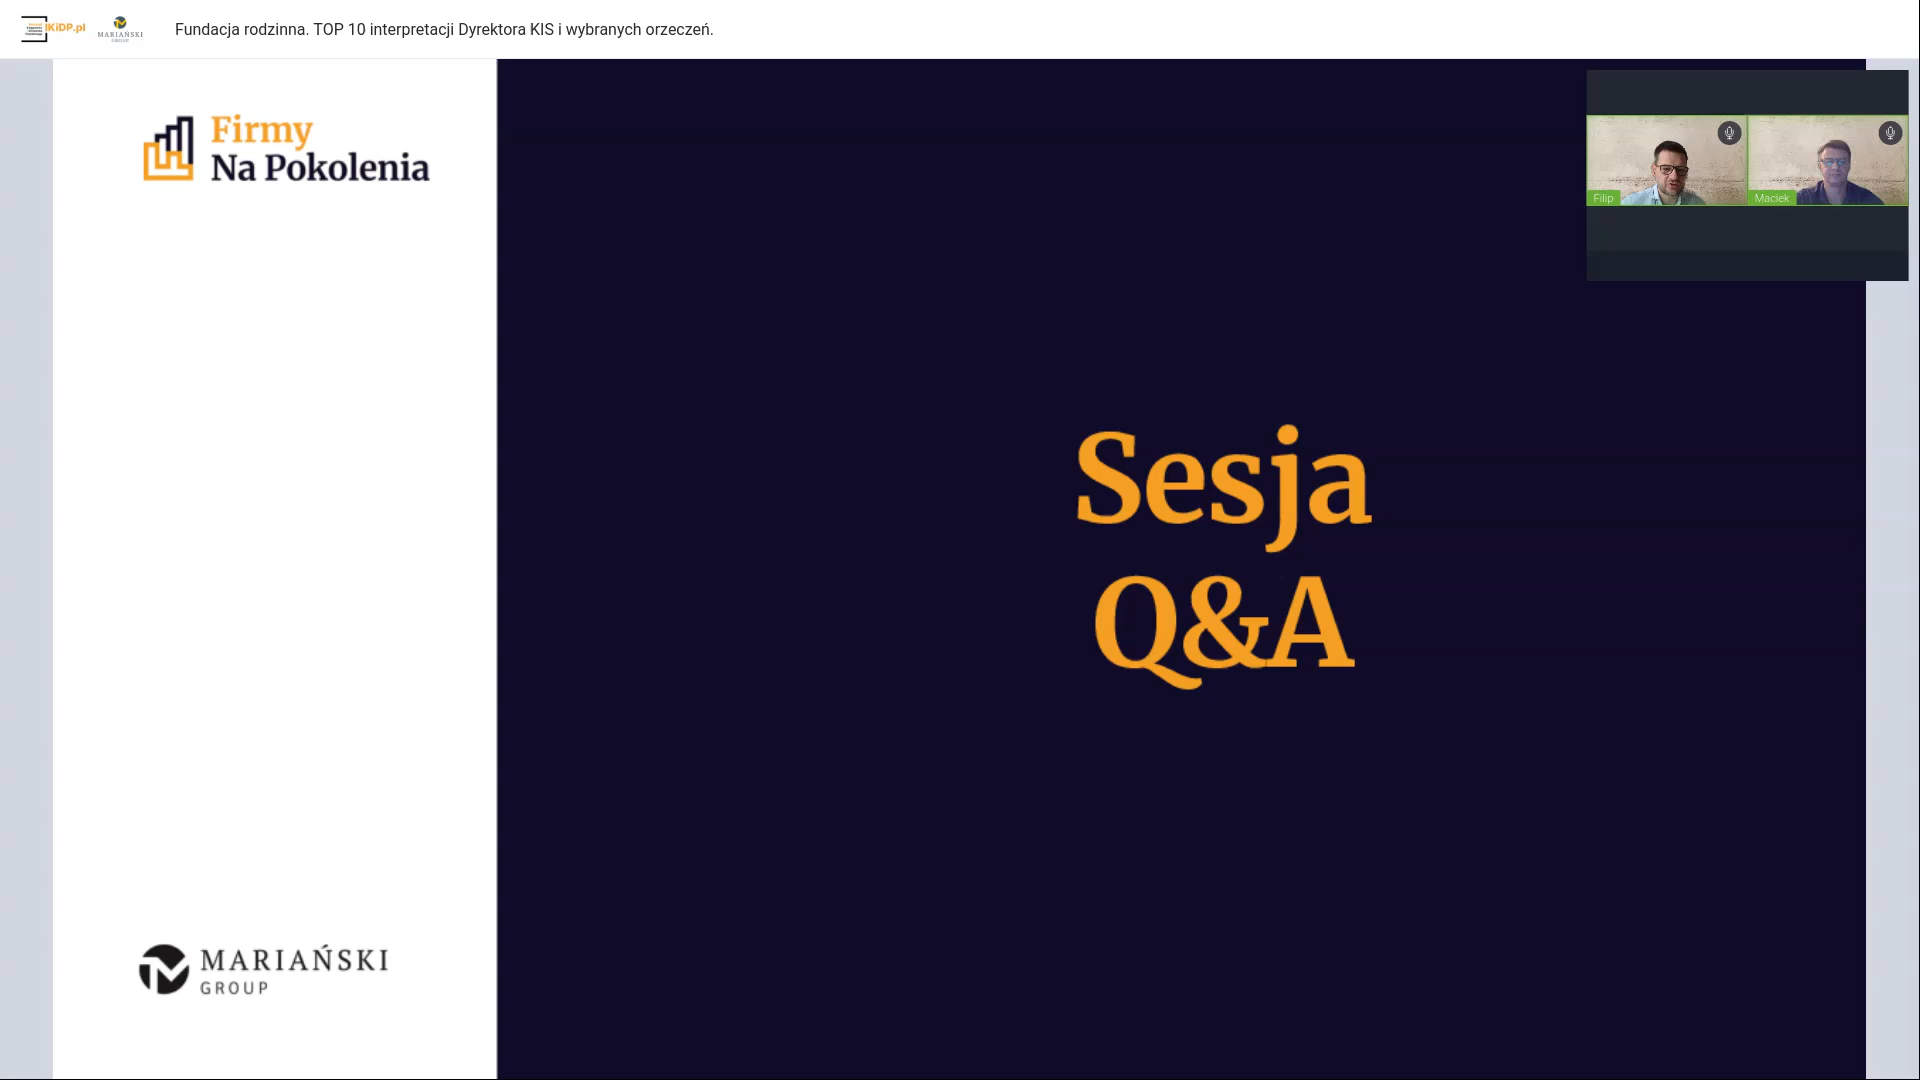 iKiDP.pl
MARIAŃSKI
GROUP
Fundacja rodzinna. TOP 10 interpretacji Dyrektora KIS i wybranych orzeczeń.
Firmy
Na Pokolenia
Filip
Maciek
Sesja
Q&A
MARIAŃSKI
GROUP